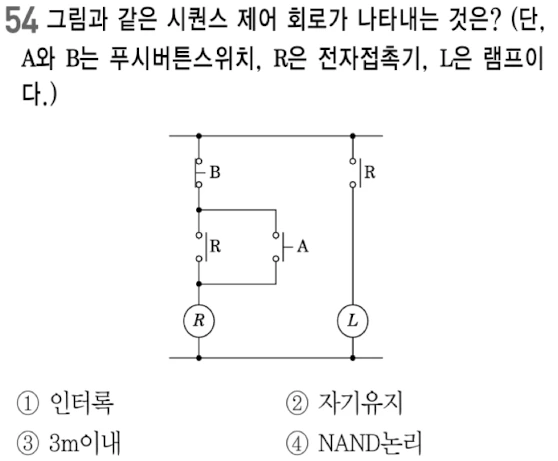 54 그림과 같은 시퀀스 제어 회로가 나타내는 것은? (단,
A와 B는 푸시버튼스위치, R은 전자접촉기, L은 램프이
다.)
B
R
R
A
R
L
① 인터록
② 자기유지
③ 3m이내
④ NAND논리